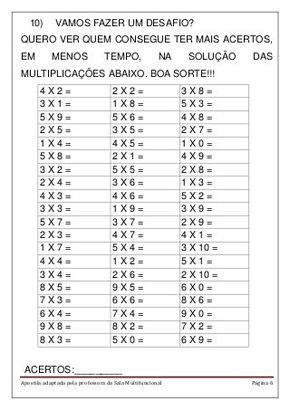 10) VAMOS FAZER UM DESAFIO?
QUERO VER QUEM CONSEGUE TER MAIS ACERTOS,
EM MENOS TEMPO, NA SOLUÇÃO DAS
MULTIPLICAÇÕES ABAIXO. BOA SORTE!!!
4 X 2 = 2 X 2 = 3 X 8 =
3 X 1 = 1 X 8 = 5 X 3 =
5 X 9 = 5 X 6 = 4 X 8 =
2 X 5 = 3 X 5 = 2 X 7 =
1 X 4 = 4 X 5 = 1 X 0 =
5 X 8 = 2 X 1 = 4 X 9 =
3 X 2 = 5 X 5 = 2 X 8 =
2 X 4 = 3 X 6 = 1 X 3 =
4 X 3 = 4 X 6 = 5 X 2 =
3 X 3 = 1 X 9 = 3 X 9 =
5 X 7 = 3 X 7 = 2 X 9 =
2 X 3 = 4 X 7 = 4 X 1 =
1 X 7 = 5 X 4 = 3 X 10 =
4 X 4 = 1 X 2 = 5 X 1 =
3 X 4 = 2 X 6 = 2 X 10 =
8 X 5 = 9 X 5 = 6 X 0 =
7 X 3 = 6 X 6 = 8 X 6 =
6 X 4 = 7 X 4 = 9 X 0 =
9 X 8 = 8 X 2 = 7 X 2 =
8 X 3 = 5 X 0 = 6 X 9 =
ACERTOS:_________
Apostila adaptada pela professora da Sala Multifuncional Página 6